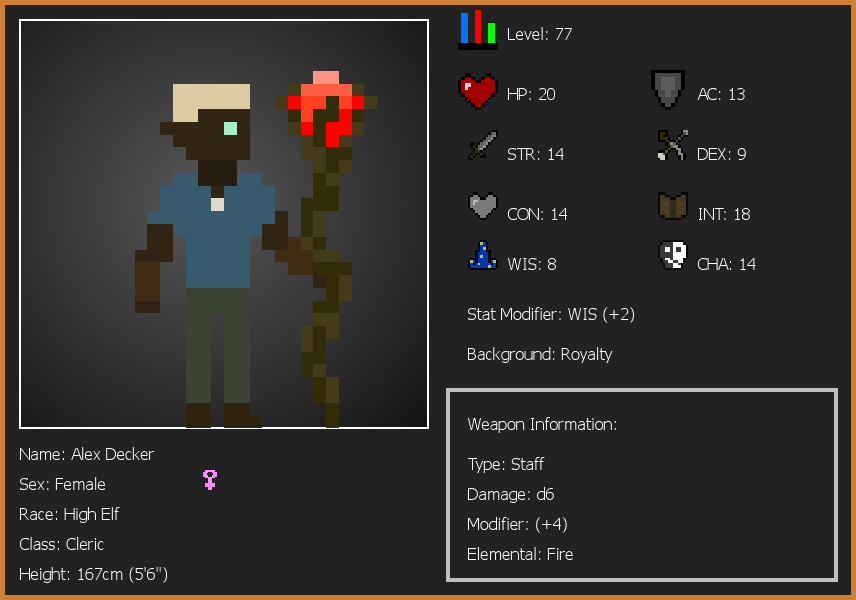 Level: 77
HP: 20
AC: 13
STR: 14
DEX: 9
CON: 14
INT: 18
WIS: 8
CHA: 14
Stat Modifier: WIS (+2)
Background: Royalty
Weapon Information:
Type: Staff
Damage: d6
Modifier: (+4)
Elemental: Fire
Name: Alex Decker
Sex: Female
Race: High Elf
Class: Cleric
Height: 167cm (5'6")